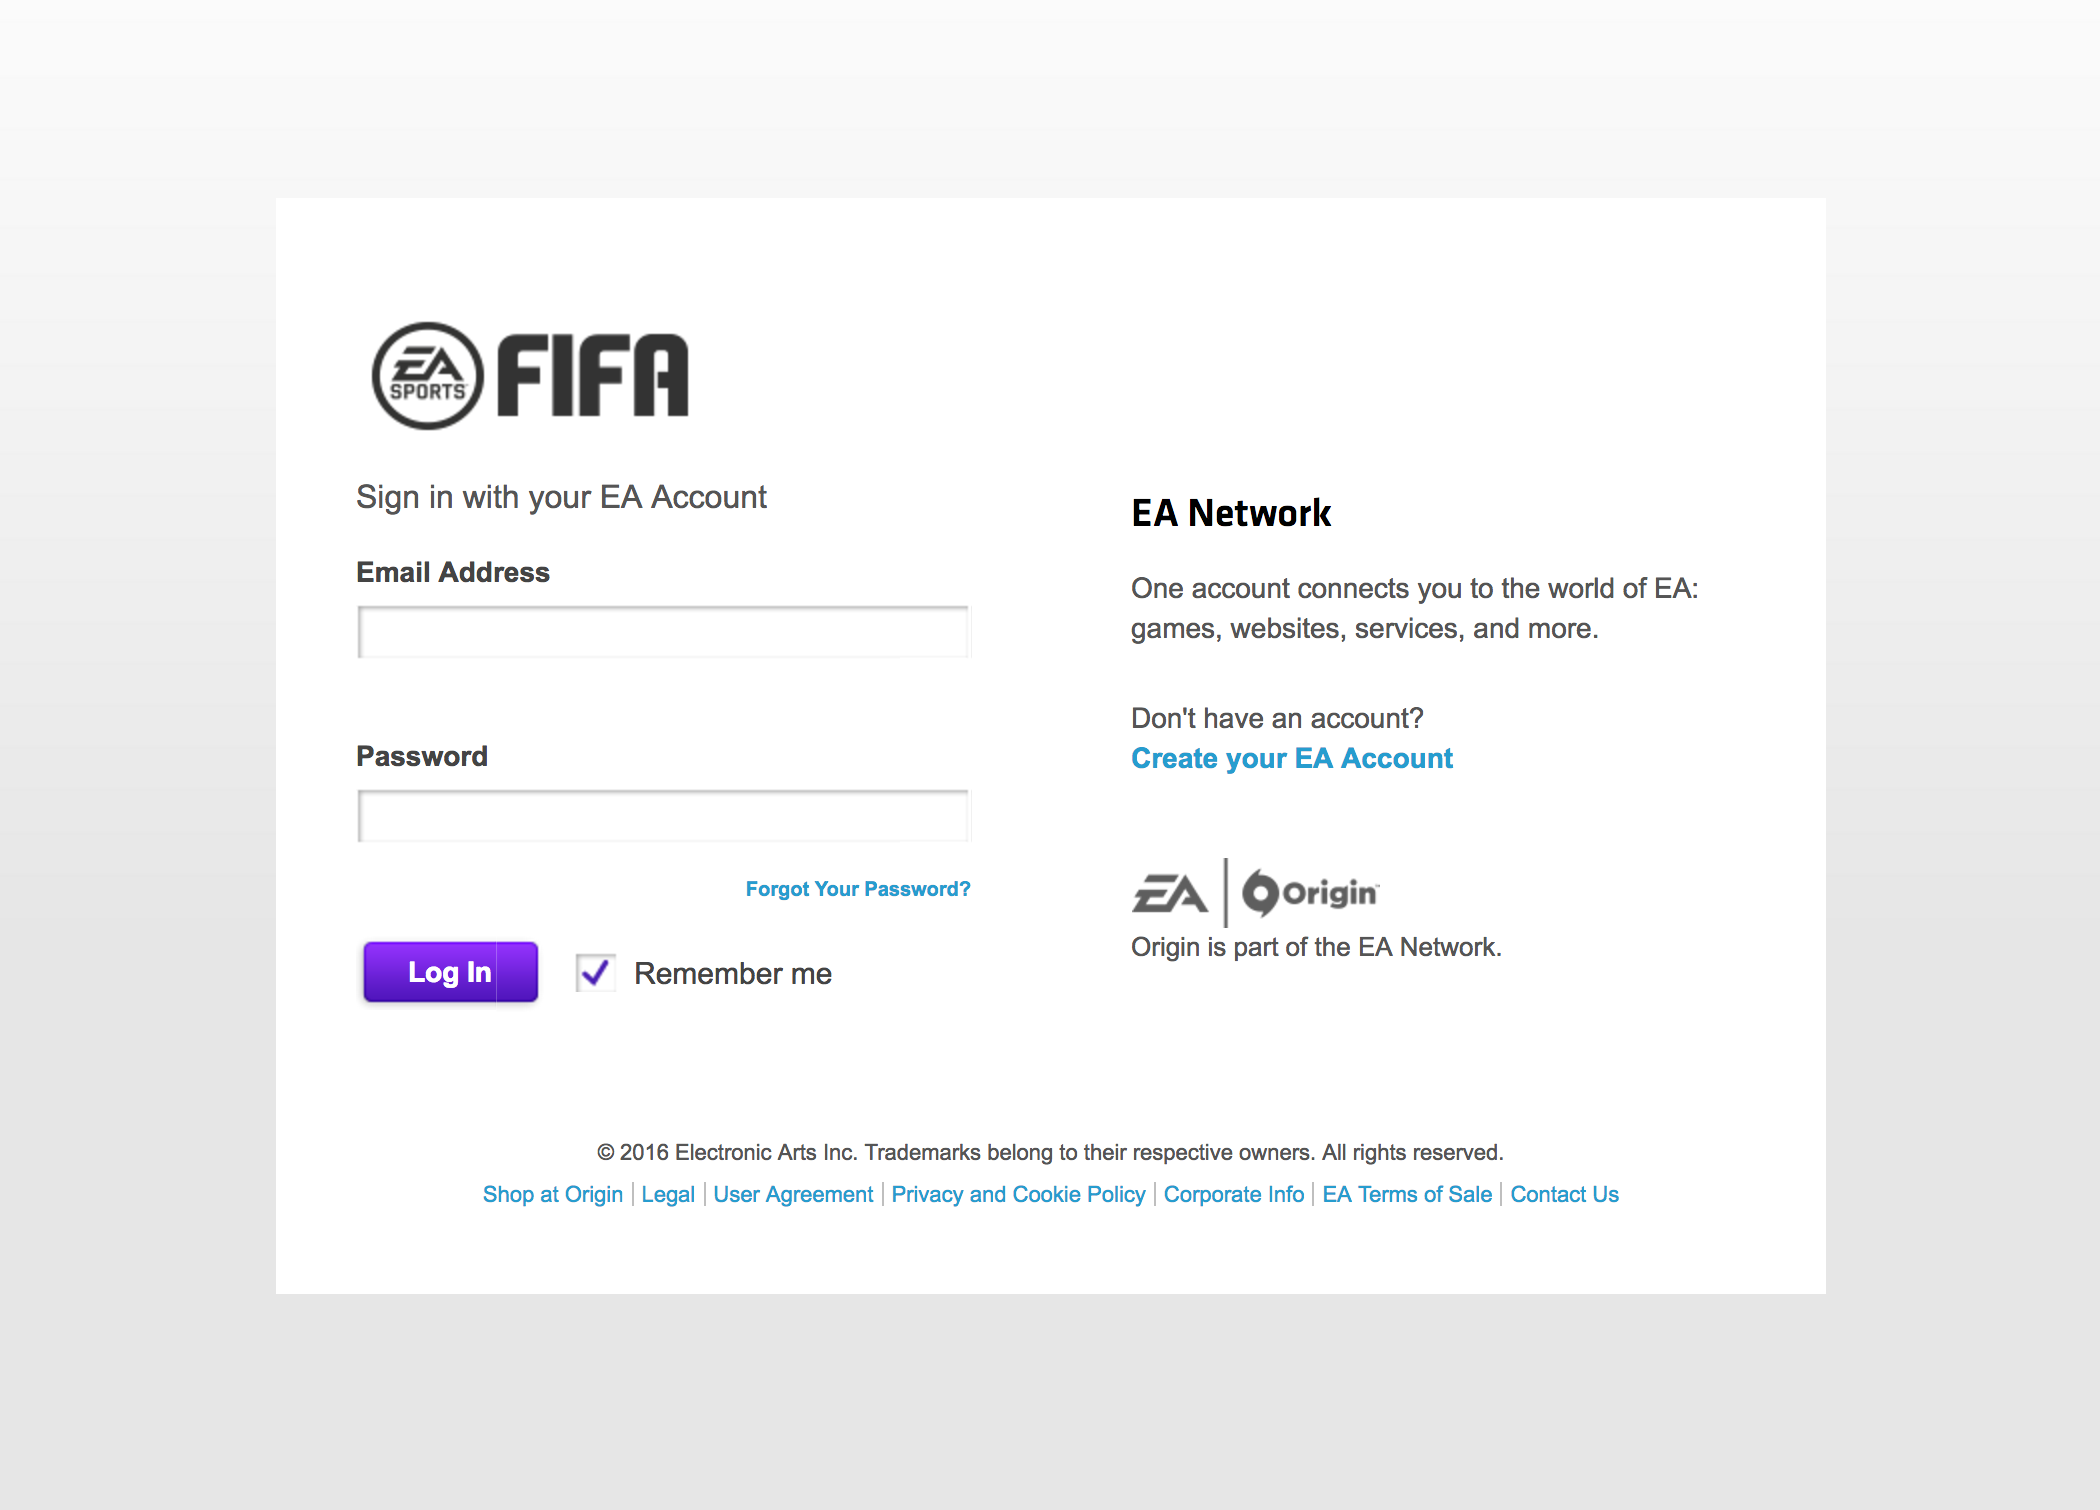 EA SPORTS FIFA
Sign in with your EA Account
Email Address
Password
Forgot Your Password?
Log In
Remember me
EA Network
One account connects you to the world of EA:
games, websites, services, and more.
Don't have an account?
Create your EA Account
EA | Origin™
Origin is part of the EA Network.
© 2016 Electronic Arts Inc. Trademarks belong to their respective owners. All rights reserved.
Shop at Origin | Legal | User Agreement | Privacy and Cookie Policy | Corporate Info | EA Terms of Sale | Contact Us